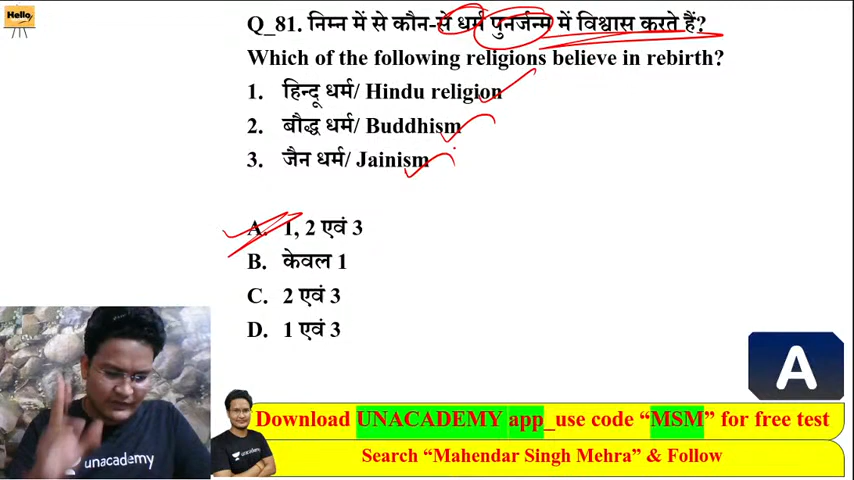 Hello
Q_81. निम्न में से कौन-से धर्म पुनर्जन्म में विश्वास करते हैं?
Which of the following religions believe in rebirth?
1. हिन्दू धर्म/ Hindu religion
2. बौद्ध धर्म/ Buddhism
3. जैन धर्म/ Jainism
A. 1, 2 एवं 3
B. केवल 1
C. 2 एवं 3
D. 1 एवं 3
A
unacademy
Download UNACADEMY app_use code “MSM” for free test
Search “Mahendar Singh Mehra” & Follow